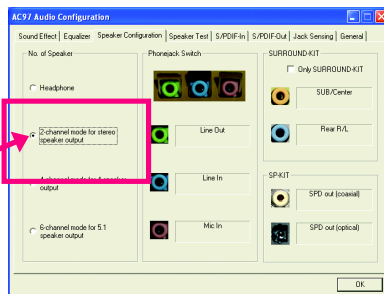 AC97 Audio Configuration
Sound Effect | Equalizer | Speaker Configuration | Speaker Test | S/PDIF-In | S/PDIF-Out | Jack Sensing | General
No. of Speaker
Headphone
2-channel mode for stereo
speaker output
output
6-channel mode for 5.1
speaker output
Phonejack Switch
Line Out
Line In
Mic In
SURROUND-KIT
Only SURROUND-KIT
SUB/Center
Rear R/L
SP-KIT
SPD out (coaxial)
SPD out (optical)
OK